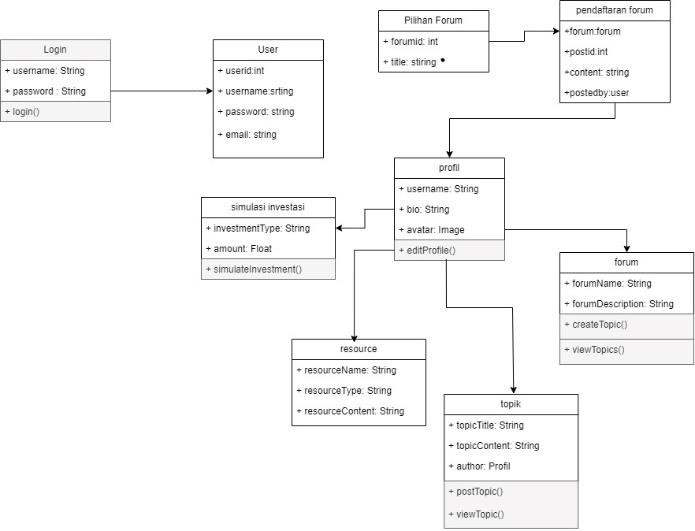 Login
+ username: String
+ password : String
+ login()
User
+ userid:int
+ username:srting
+ password: string
+ email: string
Pilihan Forum
+ forumid: int
+ title: stiring
pendaftaran forum
+forum:forum
+postid:int
+content: string
+postedby:user
profil
+ username: String
+ bio: String
+ avatar: Image
+ editProfile()
simulasi investasi
+ investmentType: String
+ amount: Float
+ simulateInvestment()
forum
+ forumName: String
+ forumDescription: String
+ createTopic()
+ viewTopics()
resource
+ resourceName: String
+ resourceType: String
+ resourceContent: String
topik
+ topicTitle: String
+ topicContent: String
+ author: Profil
+ postTopic()
+ viewTopic()